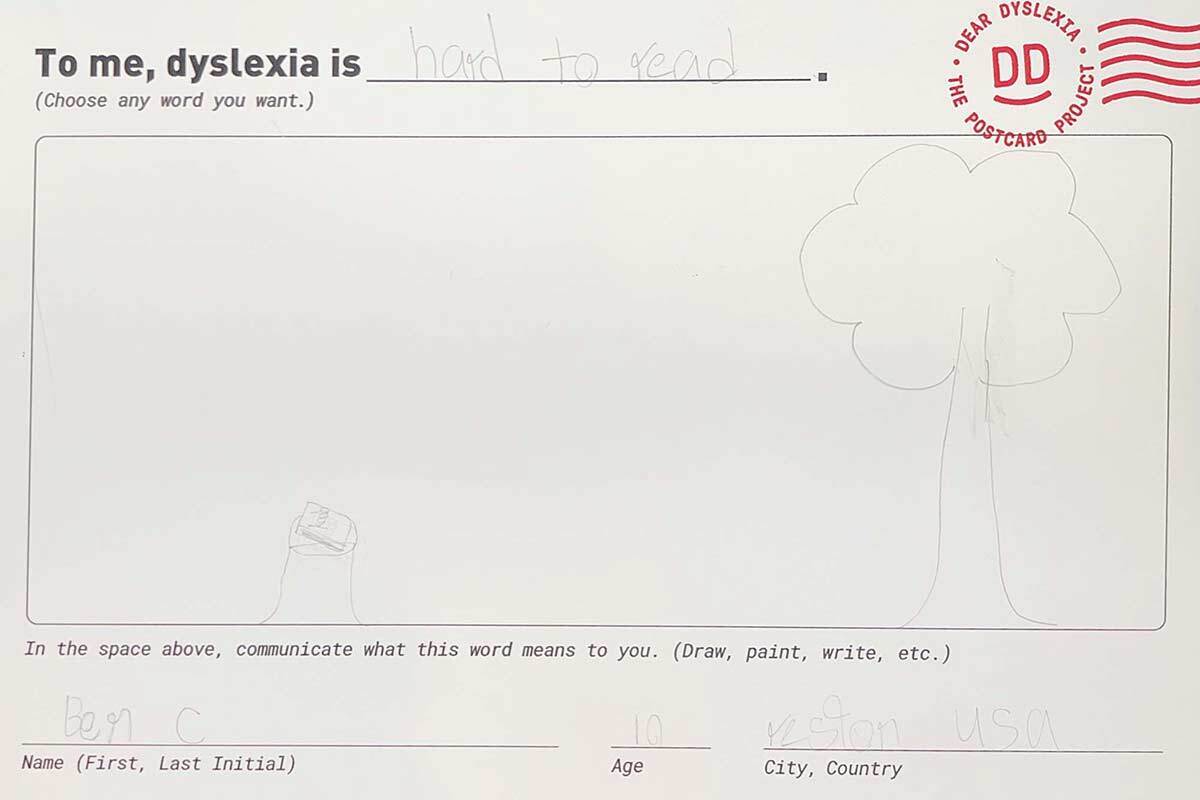 To me, dyslexia is hard to read.
(Choose any word you want.)
• DEAR DYSLEXIA • THE POSTCARD PROJECT
DD
In the space above, communicate what this word means to you. (Draw, paint, write, etc.)
Ben C
Name (First, Last Initial)
10
Age
reston usa
City, Country